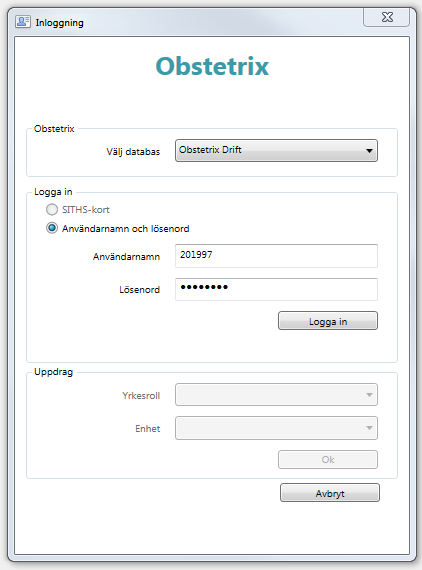 Inloggning
Obstetrix
Obstetrix
Välj databas
Obstetrix Drift
Logga in
SITHS-kort
Användarnamn och lösenord
Användarnamn
201997
Lösenord
●●●●●●●●
Logga in
Uppdrag
Yrkesroll
Enhet
Ok
Avbryt